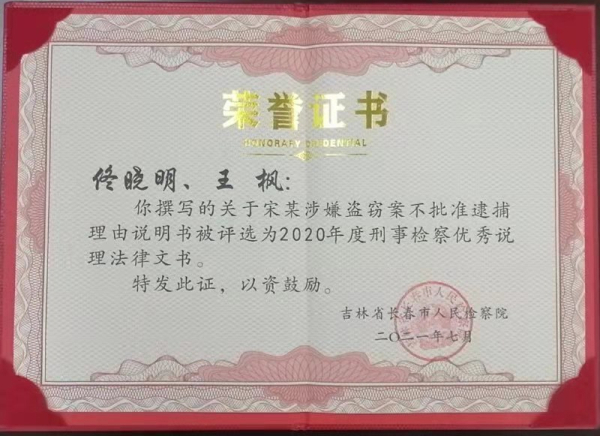 荣誉证书
HONORARY CREDENTIAL
佟晓明、王 枫：
你撰写的关于宋某涉嫌盗窃案不批准逮捕
理由说明书被评选为2020年度刑事检察优秀说
理法律文书。
特发此证，以资鼓励。
吉林省长春市人民检察院
二〇二一年七月